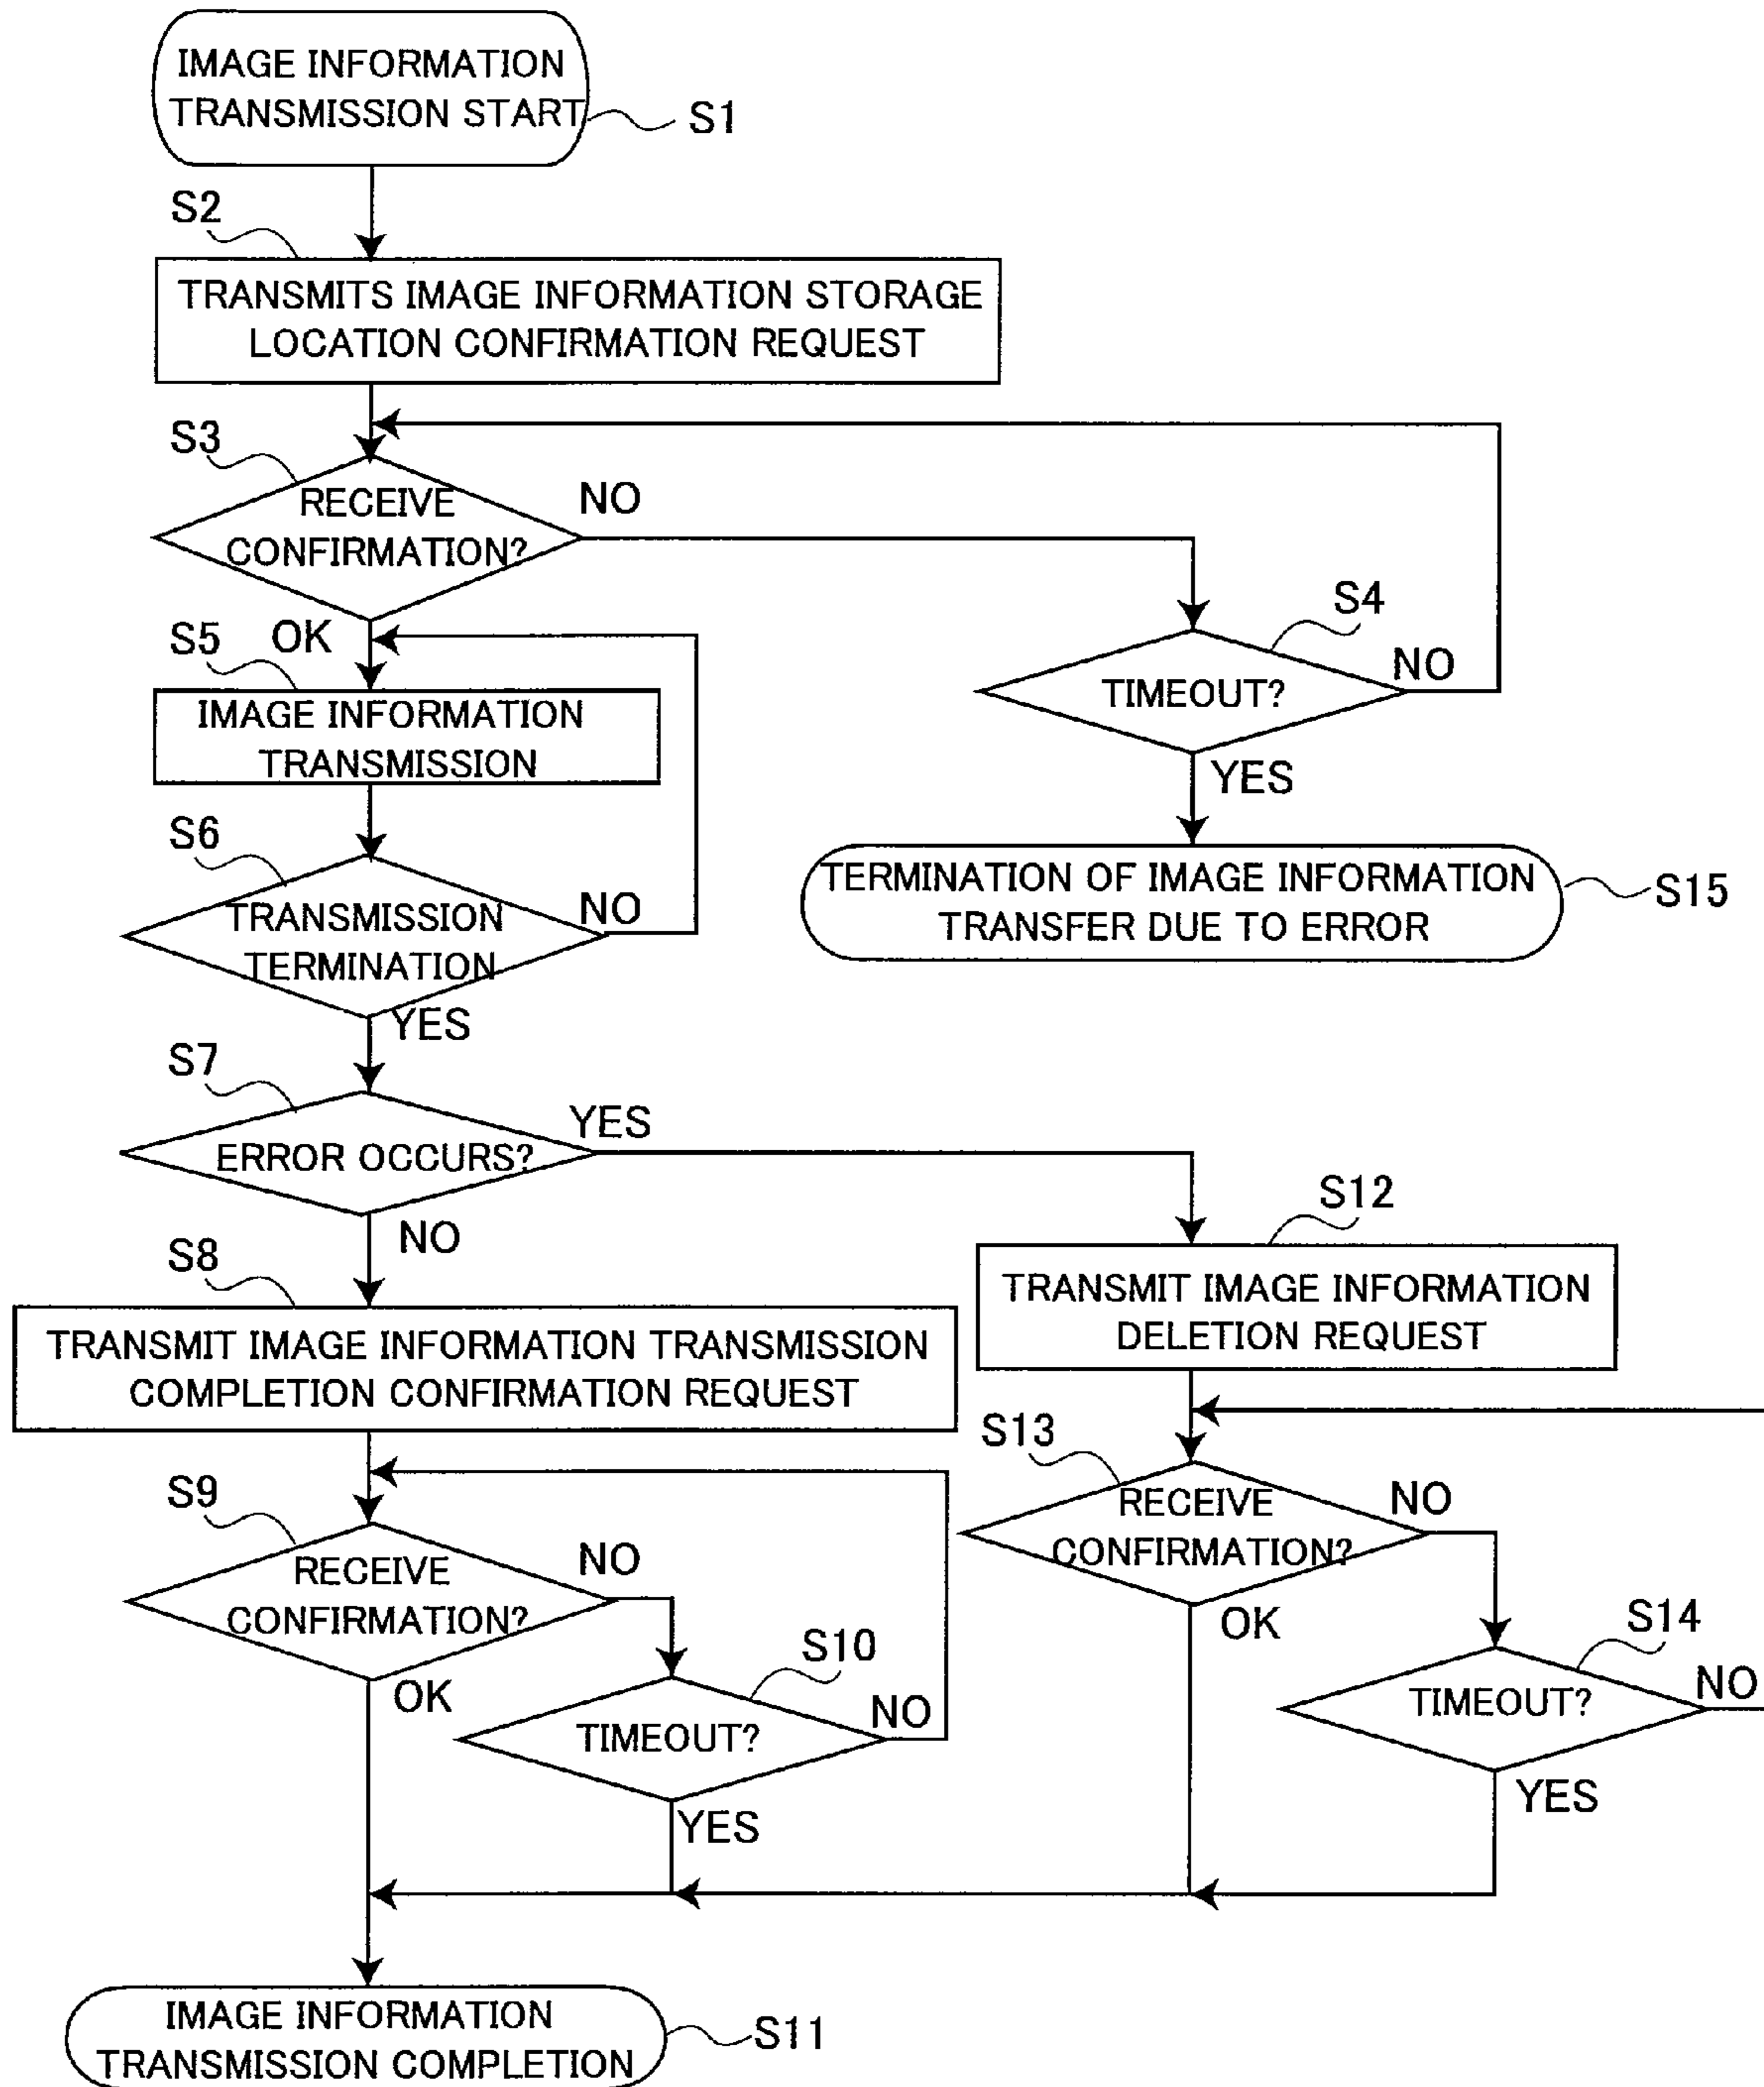 IMAGE INFORMATION
TRANSMISSION START
S1
S2
TRANSMITS IMAGE INFORMATION STORAGE
LOCATION CONFIRMATION REQUEST
S3
RECEIVE
CONFIRMATION?
NO
S4
TIMEOUT?
NO
YES
OK
S5
IMAGE INFORMATION
TRANSMISSION
S6
TRANSMISSION
TERMINATION
NO
YES
TERMINATION OF IMAGE INFORMATION
TRANSFER DUE TO ERROR
S15
S7
ERROR OCCURS?
YES
NO
S8
TRANSMIT IMAGE INFORMATION TRANSMISSION
COMPLETION CONFIRMATION REQUEST
S12
TRANSMIT IMAGE INFORMATION
DELETION REQUEST
S9
RECEIVE
CONFIRMATION?
NO
OK
S10
TIMEOUT?
NO
YES
S13
RECEIVE
CONFIRMATION?
NO
OK
S14
TIMEOUT?
NO
YES
IMAGE INFORMATION
TRANSMISSION COMPLETION
S11